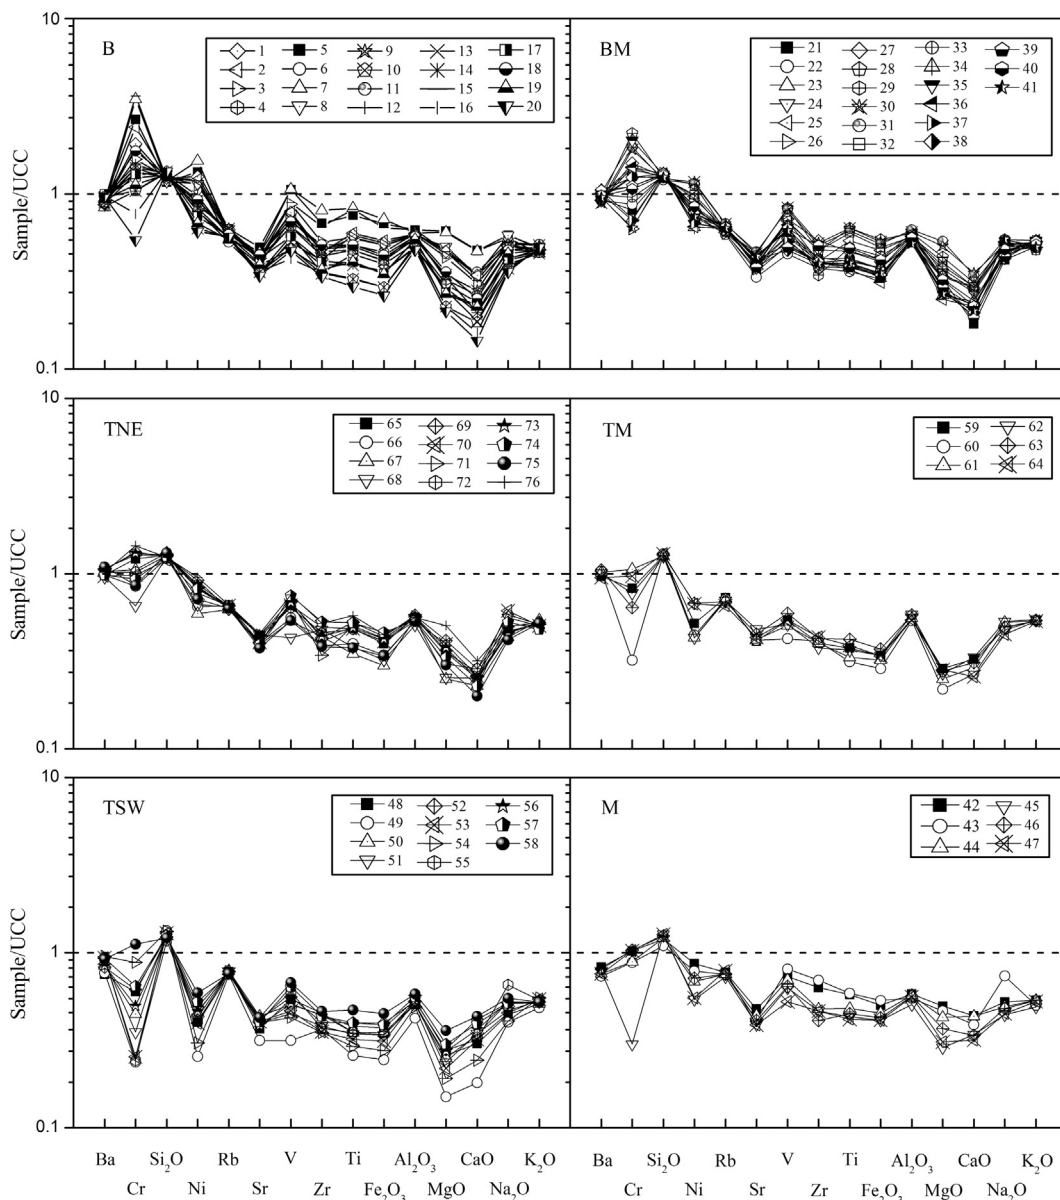 10
B
1 5 9 13 17
2 6 10 14 18
3 7 11 15 19
4 8 12 16 20
Sample/UCC
1
0.1
BM
21 27 33 39
22 28 34 40
23 29 35 41
24 30 36
25 31 37
26 32 38
10
TNE
65 69 73
66 70 74
67 71 75
68 72 76
Sample/UCC
1
0.1
TM
59 62
60 63
61 64
10
TSW
48 52 56
49 53 57
50 54 58
51 55
Sample/UCC
1
0.1
M
42 45
43 46
44 47
Ba Si₂O Rb V Ti Al₂O₃ CaO K₂O
Cr Ni Sr Zr Fe₂O₃ MgO Na₂O
Ba Si₂O Rb V Ti Al₂O₃ CaO K₂O
Cr Ni Sr Zr Fe₂O₃ MgO Na₂O